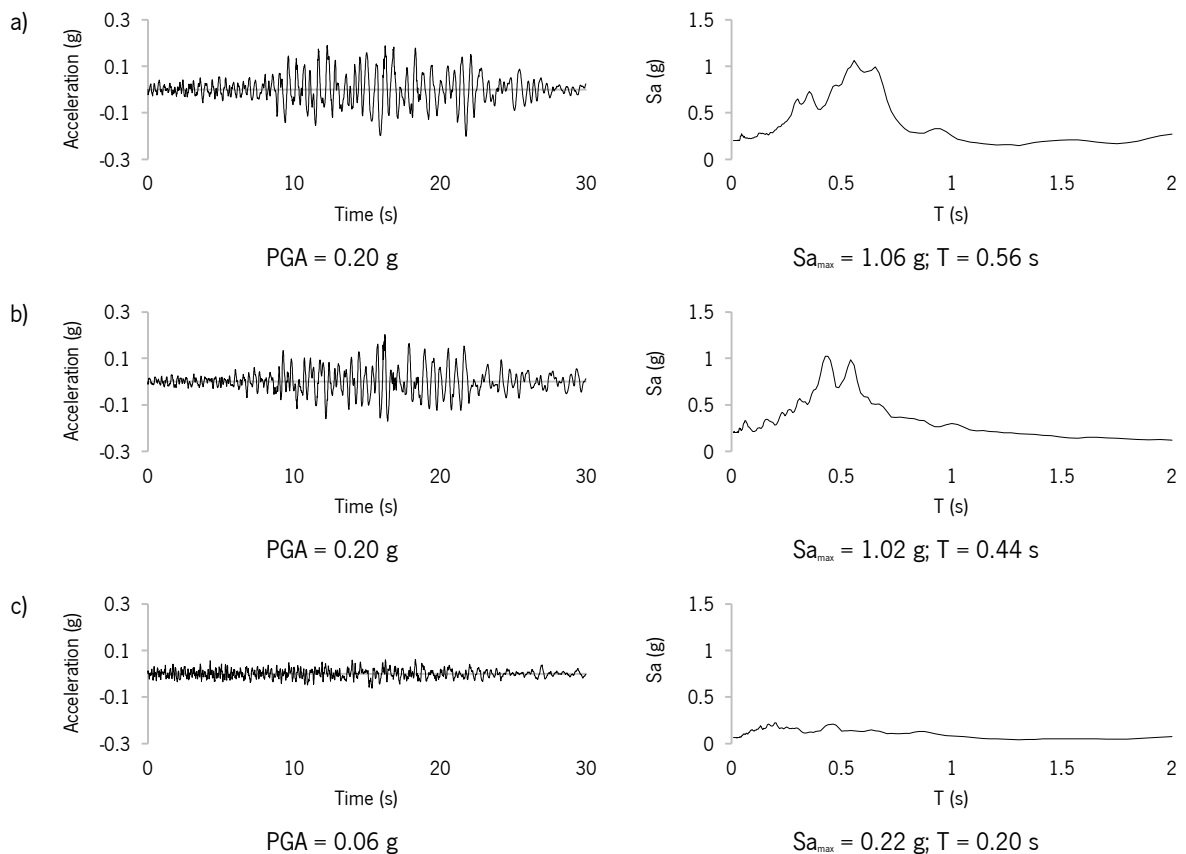 a)
Acceleration (g)
0.3
0.1
-0.1
-0.3
0 10 20 30
Time (s)
PGA = 0.20 g
Sa (g)
1.5
1
0.5
0
0 0.5 1 1.5 2
T (s)
Samax = 1.06 g; T = 0.56 s
b)
Acceleration (g)
0.3
0.1
-0.1
-0.3
0 10 20 30
Time (s)
PGA = 0.20 g
Sa (g)
1.5
1
0.5
0
0 0.5 1 1.5 2
T (s)
Samax = 1.02 g; T = 0.44 s
c)
Acceleration (g)
0.3
0.1
-0.1
-0.3
0 10 20 30
Time (s)
PGA = 0.06 g
Sa (g)
1.5
1
0.5
0
0 0.5 1 1.5 2
T (s)
Samax = 0.22 g; T = 0.20 s